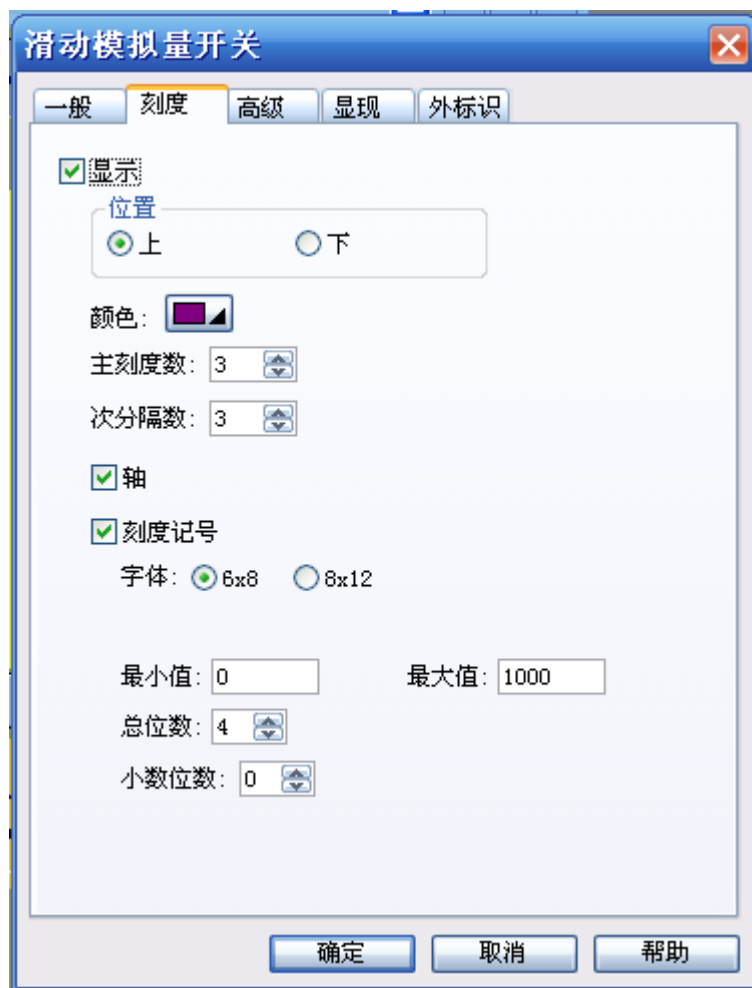 滑动模拟量开关
一般 刻度 高级 显现 外标识
显示
位置
上 下
颜色:
主刻度数: 3
次分隔数: 3
轴
刻度记号
字体: 6x8 8x12
最小值: 0 最大值: 1000
总位数: 4
小数位数: 0
确定 取消 帮助